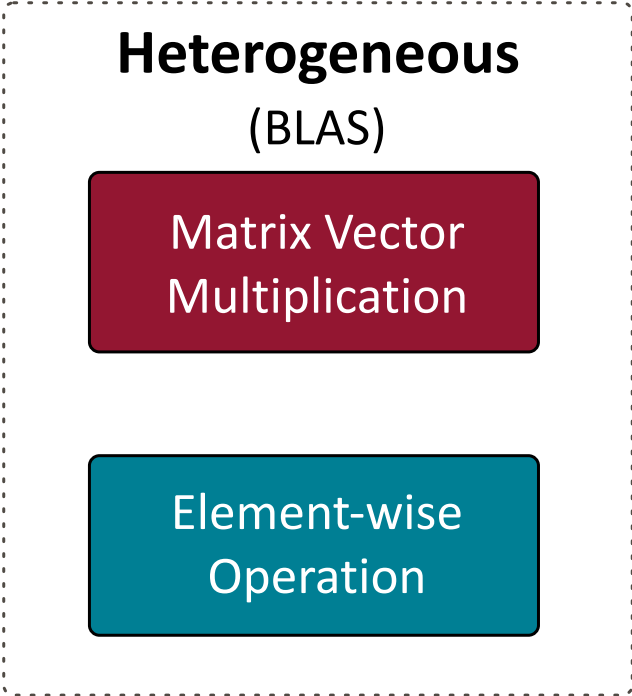 Heterogeneous
(BLAS)
Matrix Vector
Multiplication
Element-wise
Operation